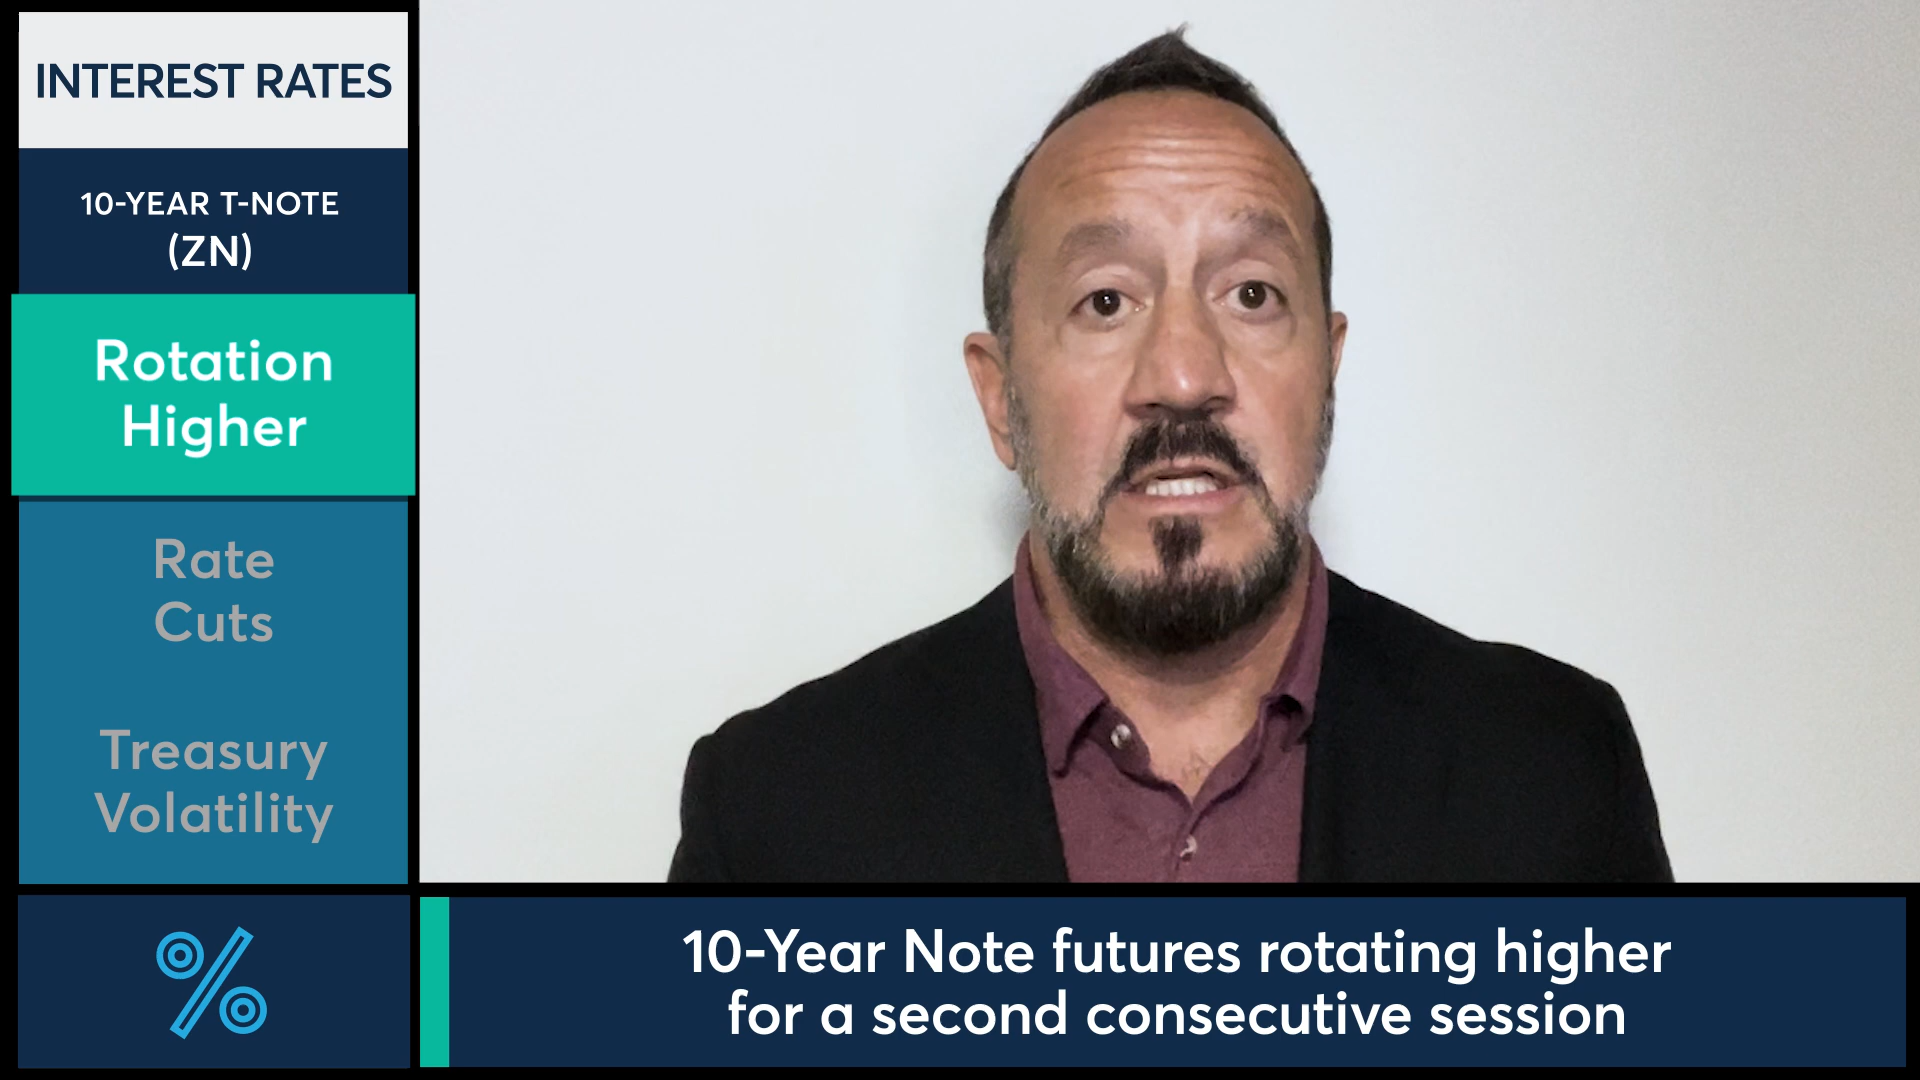 INTEREST RATES
10-YEAR T-NOTE
(ZN)
Rotation
Higher
Rate
Cuts
Treasury
Volatility
%
10-Year Note futures rotating higher
for a second consecutive session